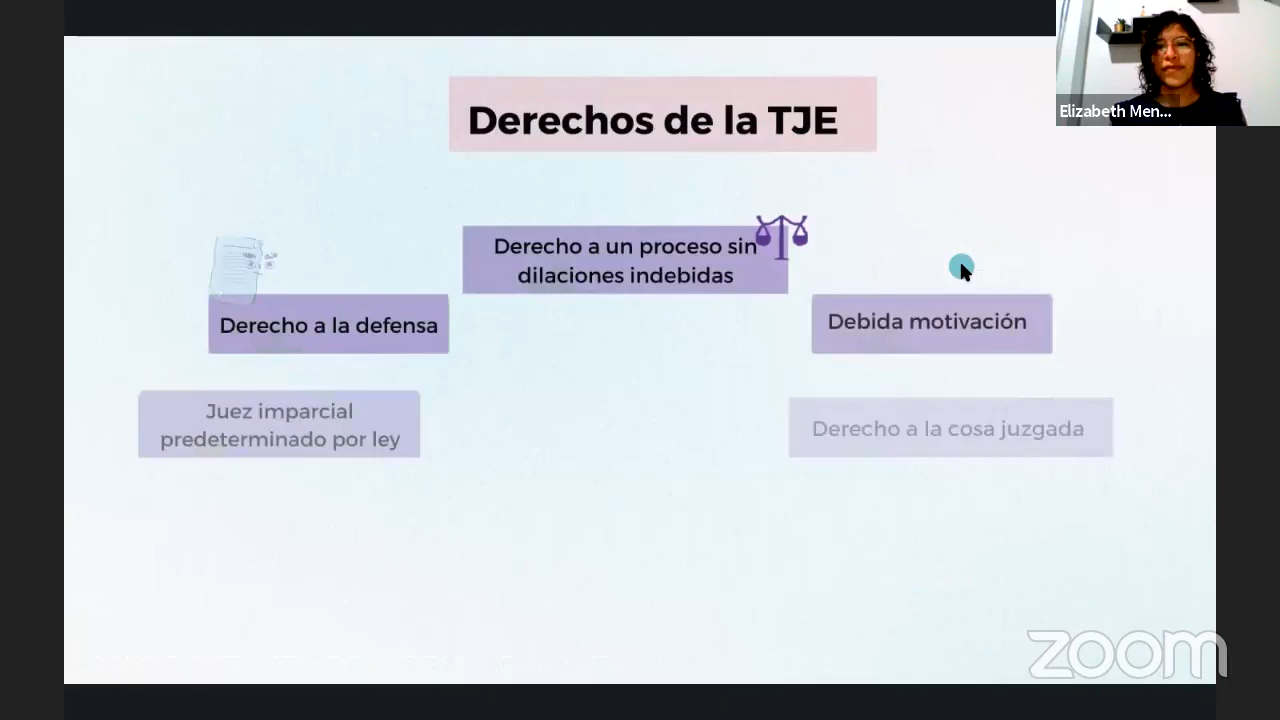 Derechos de la TJE
Elizabeth Men...
Derecho a un proceso sin
dilaciones indebidas
Derecho a la defensa
Debida motivación
Juez imparcial
predeterminado por ley
Derecho a la cosa juzgada
zoom